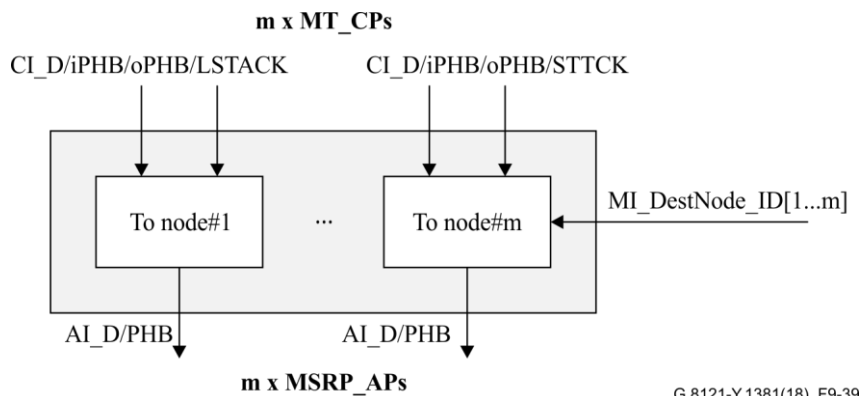 m x MT_CPs
CI_D/iPHB/oPHB/LSTACK CI_D/iPHB/oPHB/STTCK
To node#1 ... To node#m
MI_DestNode_ID[1...m]
AI_D/PHB AI_D/PHB
m x MSRP_APs
G.8121-Y.1381(18)_F9-39